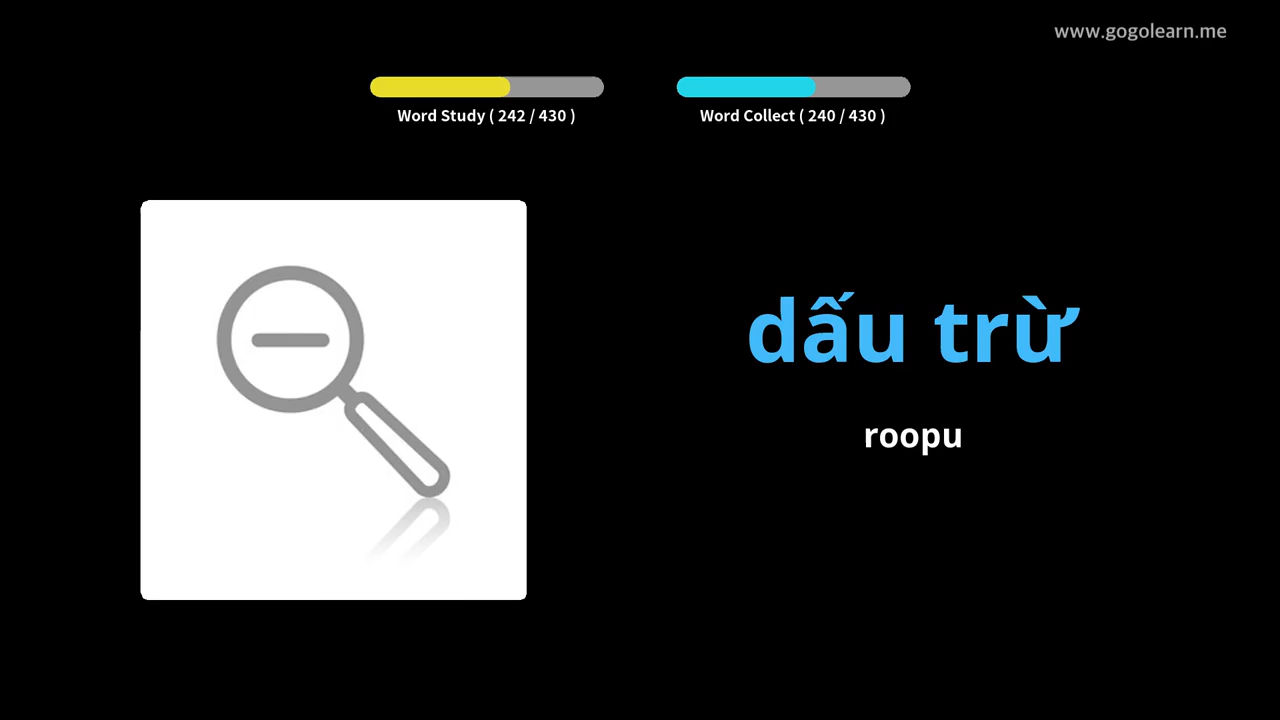 www.gogolearn.me
Word Study ( 242 / 430 )
Word Collect ( 240 / 430 )
dấu trừ
roopu